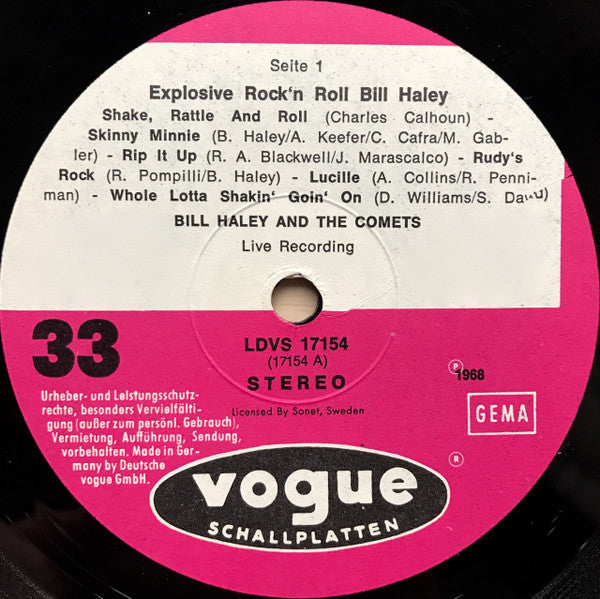 Seite 1
Explosive Rock'n Roll Bill Haley
Shake, Rattle And Roll (Charles Calhoun) -
Skinny Minnie (B. Haley/A. Keefer/C. Cafra/M. Gab-
ler) - Rip It Up (R. A. Blackwell/J. Marascalco) - Rudy's
Rock (R. Pompilli/B. Haley) - Lucille (A. Collins/R. Penni-
man) - Whole Lotta Shakin' Goin' On (D. Williams/S. David)
BILL HALEY AND THE COMETS
Live Recording
33
LDVS 17154
(17154 A)
STEREO
Licensed By Sonet, Sweden
℗ 1968
GEMA
Urheber- und Leistungsschutz-
rechte, besonders Vervielfälti-
gung (außer zum persönl. Gebrauch),
Vermietung, Aufführung, Sendung,
vorbehalten. Made in Ger-
many by Deutsche
vogue GmbH.
®
vogue
SCHALLPLATTEN